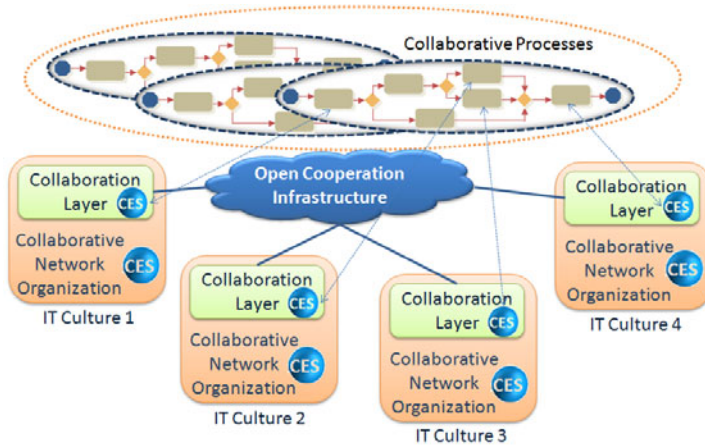 Collaborative Processes
Open Cooperation
Infrastructure
Collaboration
Layer CES
Collaborative
Network CES
Organization
IT Culture 1
Collaboration
Layer CES
Collaborative
Network CES
Organization
IT Culture 2
Collaboration
Layer CES
Collaborative
Network CES
Organization
IT Culture 3
Collaboration
Layer CES
Collaborative
Network CES
Organization
IT Culture 4